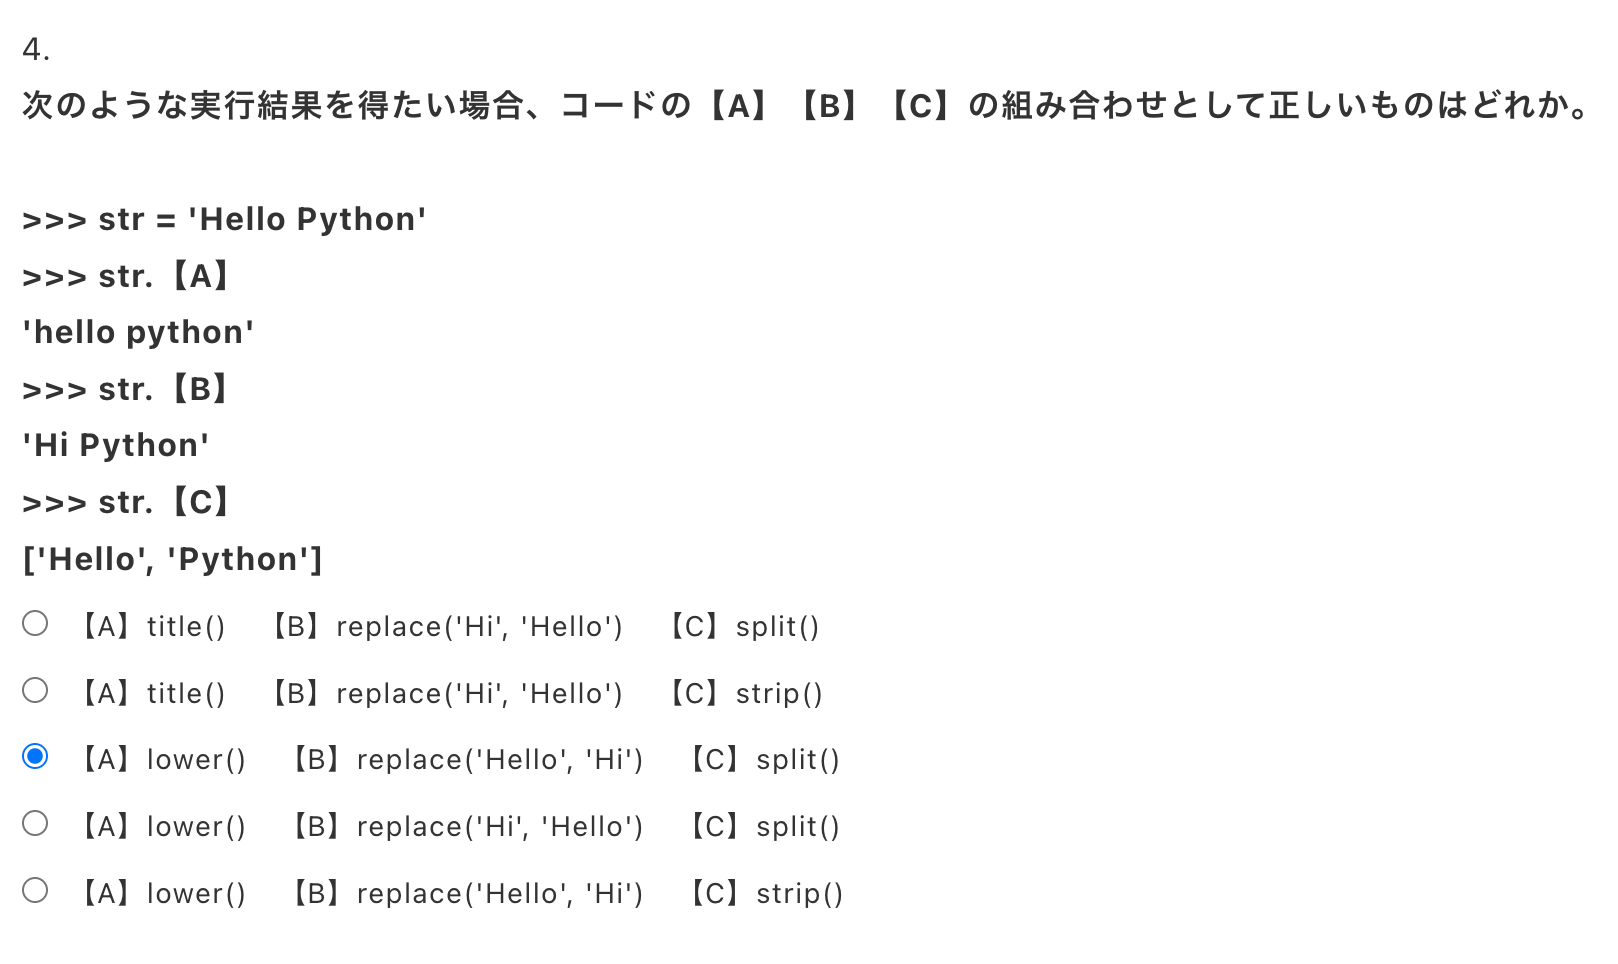 4.
次のような実行結果を得たい場合、コードの【A】【B】【C】の組み合わせとして正しいものはどれか。
>>> str = 'Hello Python'
>>> str.【A】
'hello python'
>>> str.【B】
'Hi Python'
>>> str.【C】
['Hello', 'Python']
【A】title()　【B】replace('Hi', 'Hello')　【C】split()
【A】title()　【B】replace('Hi', 'Hello')　【C】strip()
【A】lower()　【B】replace('Hello', 'Hi')　【C】split()
【A】lower()　【B】replace('Hi', 'Hello')　【C】split()
【A】lower()　【B】replace('Hello', 'Hi')　【C】strip()